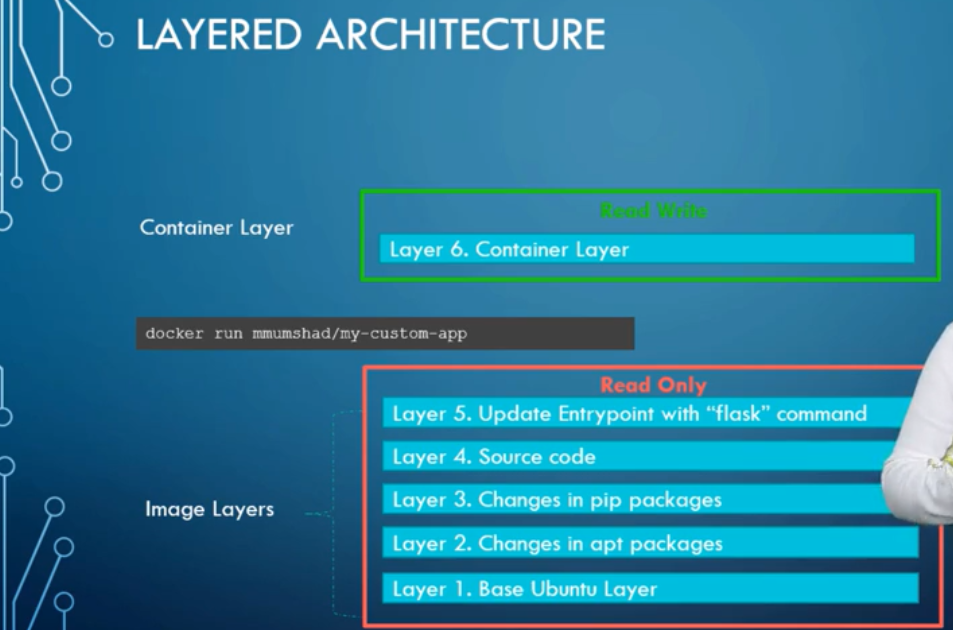 LAYERED ARCHITECTURE
Read Write
Container Layer
Layer 6. Container Layer
docker run mmumshad/my-custom-app
Read Only
Layer 5. Update Entrypoint with “flask” command
Layer 4. Source code
Layer 3. Changes in pip packages
Image Layers
Layer 2. Changes in apt packages
Layer 1. Base Ubuntu Layer